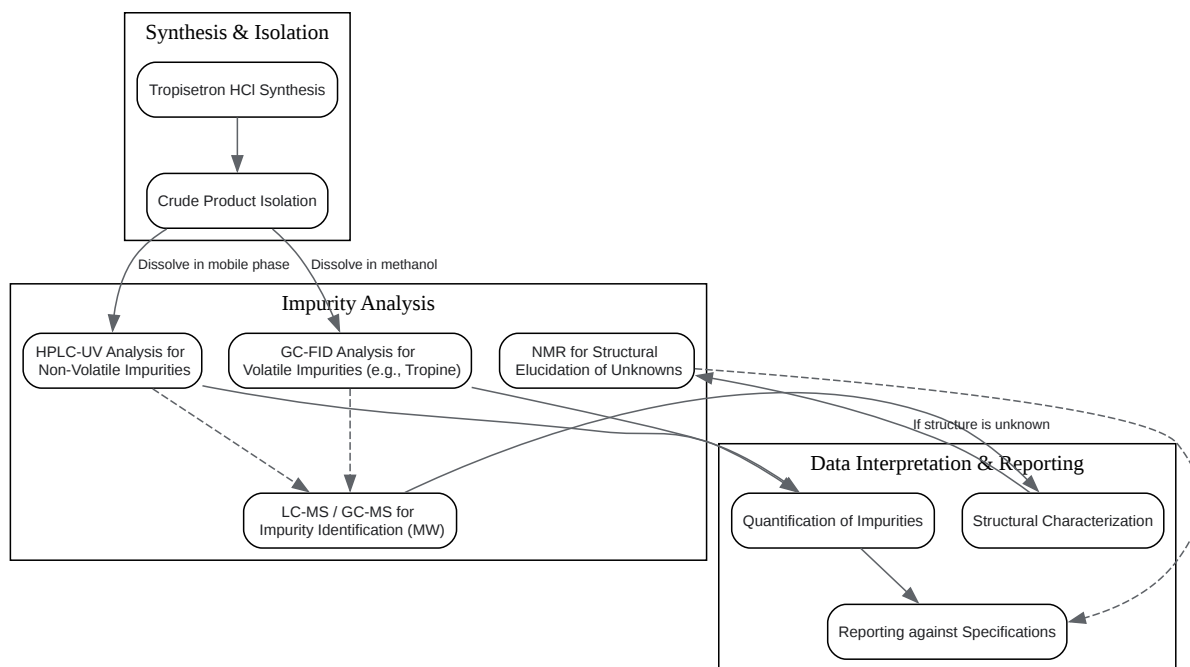 Synthesis & Isolation
Tropisetron HCl Synthesis
Crude Product Isolation
Dissolve in mobile phase
Dissolve in methanol
Impurity Analysis
HPLC-UV Analysis for
Non-Volatile Impurities
GC-FID Analysis for
Volatile Impurities (e.g., Tropine)
NMR for Structural
Elucidation of Unknowns
If structure is unknown
LC-MS / GC-MS for
Impurity Identification (MW)
Data Interpretation & Reporting
Quantification of Impurities
Structural Characterization
Reporting against Specifications